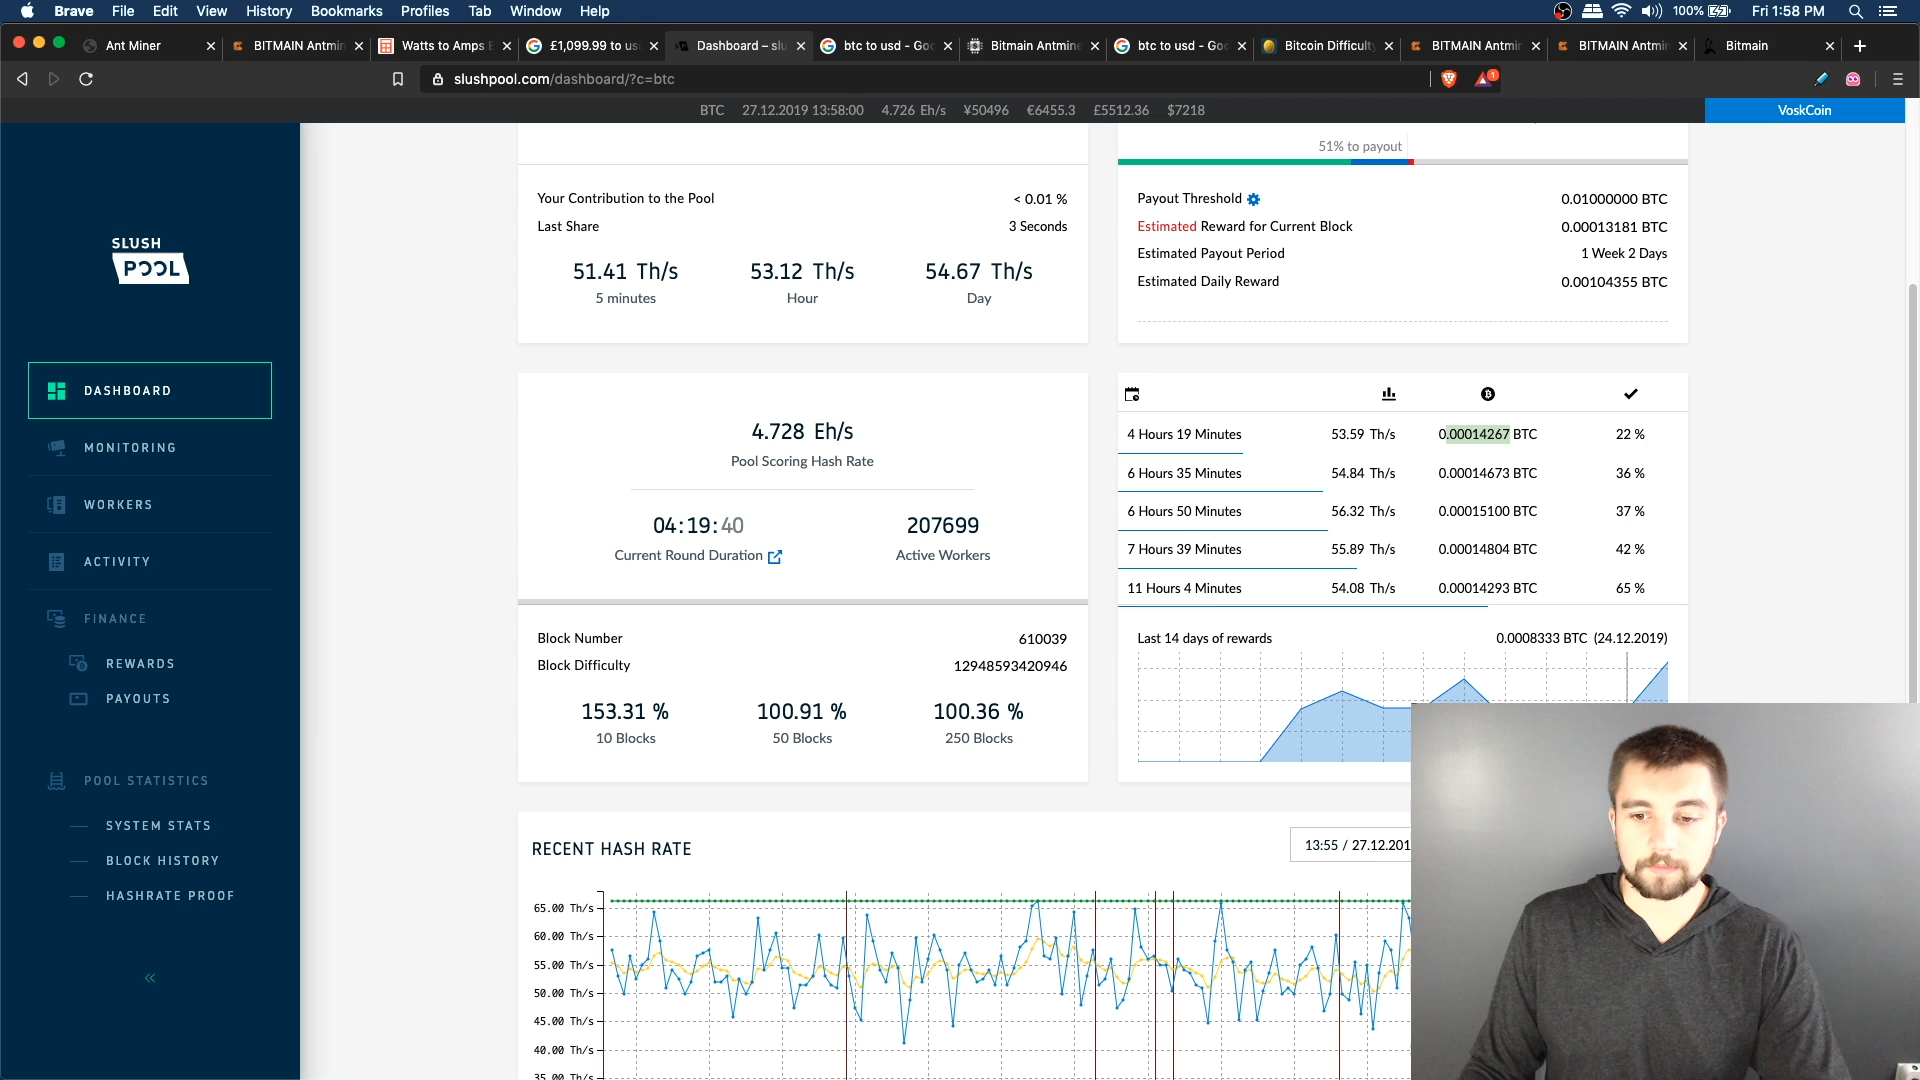 Brave File Edit View History Bookmarks Profiles Tab Window Help 100% Fri 1:58 PM
Ant Miner BITMAIN Antmin Watts to Amps E £1,099.99 to us Dashboard – slu btc to usd - Goo Bitmain Antmine btc to usd - Goo Bitcoin Difficulty BITMAIN Antmin BITMAIN Antmin Bitmain
slushpool.com/dashboard/?c=btc 1
BTC 27.12.2019 13:58:00 4.726 Eh/s ¥50496 €6455.3 £5512.36 $7218 VoskCoin
SLUSH
POOL
DASHBOARD
MONITORING
WORKERS
ACTIVITY
FINANCE
REWARDS
PAYOUTS
POOL STATISTICS
SYSTEM STATS
BLOCK HISTORY
HASHRATE PROOF
«
Your Contribution to the Pool < 0.01 %
Last Share 3 Seconds
51.41 Th/s 53.12 Th/s 54.67 Th/s
5 minutes Hour Day
51% to payout
Payout Threshold 0.01000000 BTC
Estimated Reward for Current Block 0.00013181 BTC
Estimated Payout Period 1 Week 2 Days
Estimated Daily Reward 0.00104355 BTC
4.728 Eh/s
Pool Scoring Hash Rate
04:19:40 207699
Current Round Duration Active Workers
Block Number 610039
Block Difficulty 12948593420946
153.31 % 100.91 % 100.36 %
10 Blocks 50 Blocks 250 Blocks
4 Hours 19 Minutes 53.59 Th/s 0.00014267 BTC 22 %
6 Hours 35 Minutes 54.84 Th/s 0.00014673 BTC 36 %
6 Hours 50 Minutes 56.32 Th/s 0.00015100 BTC 37 %
7 Hours 39 Minutes 55.89 Th/s 0.00014804 BTC 42 %
11 Hours 4 Minutes 54.08 Th/s 0.00014293 BTC 65 %
Last 14 days of rewards 0.0008333 BTC (24.12.2019)
RECENT HASH RATE 13:55 / 27.12.201
65.00 Th/s
60.00 Th/s
55.00 Th/s
50.00 Th/s
45.00 Th/s
40.00 Th/s
35.00 Th/s